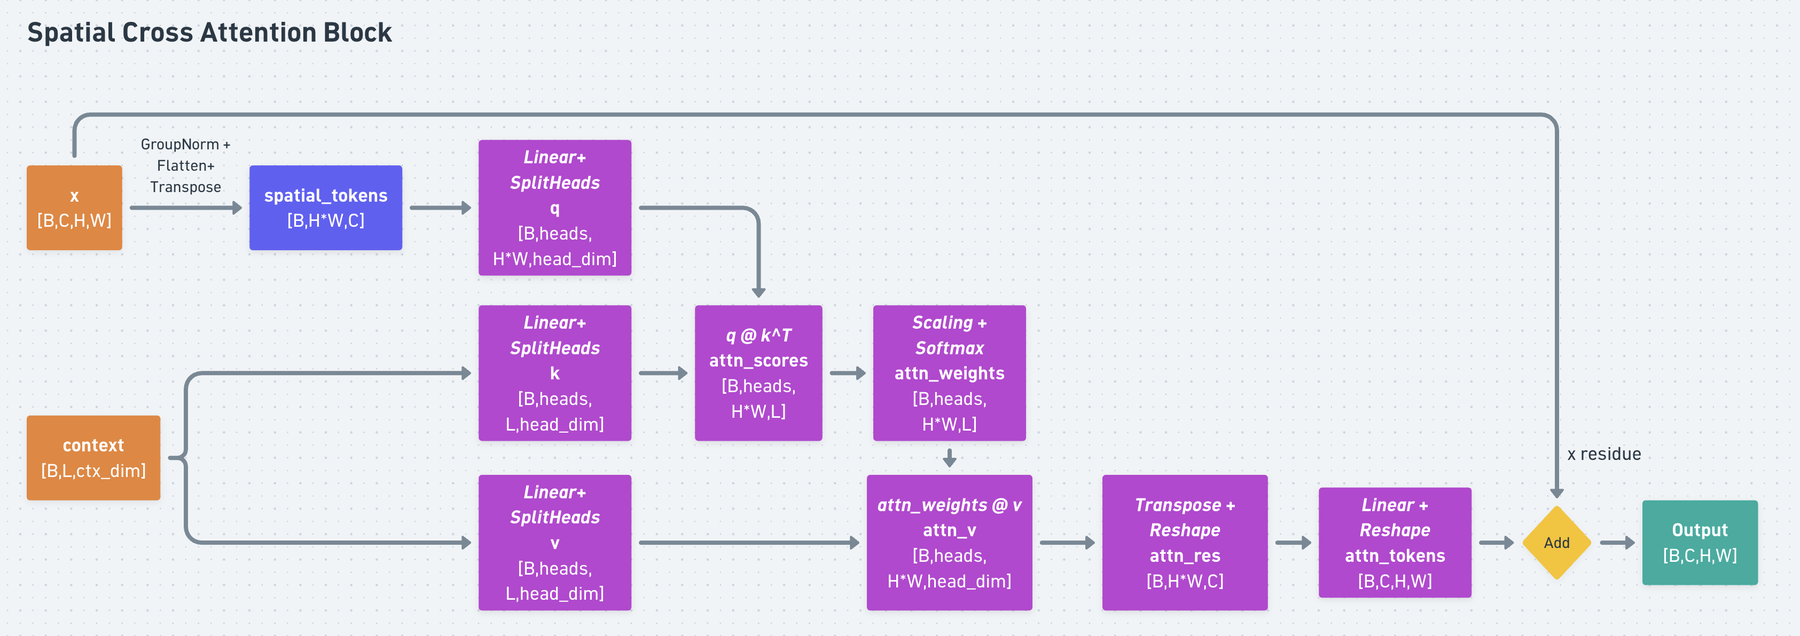 Spatial Cross Attention Block
GroupNorm +
Flatten+
Transpose
x
[B,C,H,W]
spatial_tokens
[B,H*W,C]
Linear+
SplitHeads
q
[B,heads,
H*W,head_dim]
Linear+
SplitHeads
k
[B,heads,
L,head_dim]
q @ k^T
attn_scores
[B,heads,
H*W,L]
Scaling +
Softmax
attn_weights
[B,heads,
H*W,L]
context
[B,L,ctx_dim]
Linear+
SplitHeads
v
[B,heads,
L,head_dim]
attn_weights @ v
attn_v
[B,heads,
H*W,head_dim]
Transpose +
Reshape
attn_res
[B,H*W,C]
Linear +
Reshape
attn_tokens
[B,C,H,W]
x residue
Add
Output
[B,C,H,W]